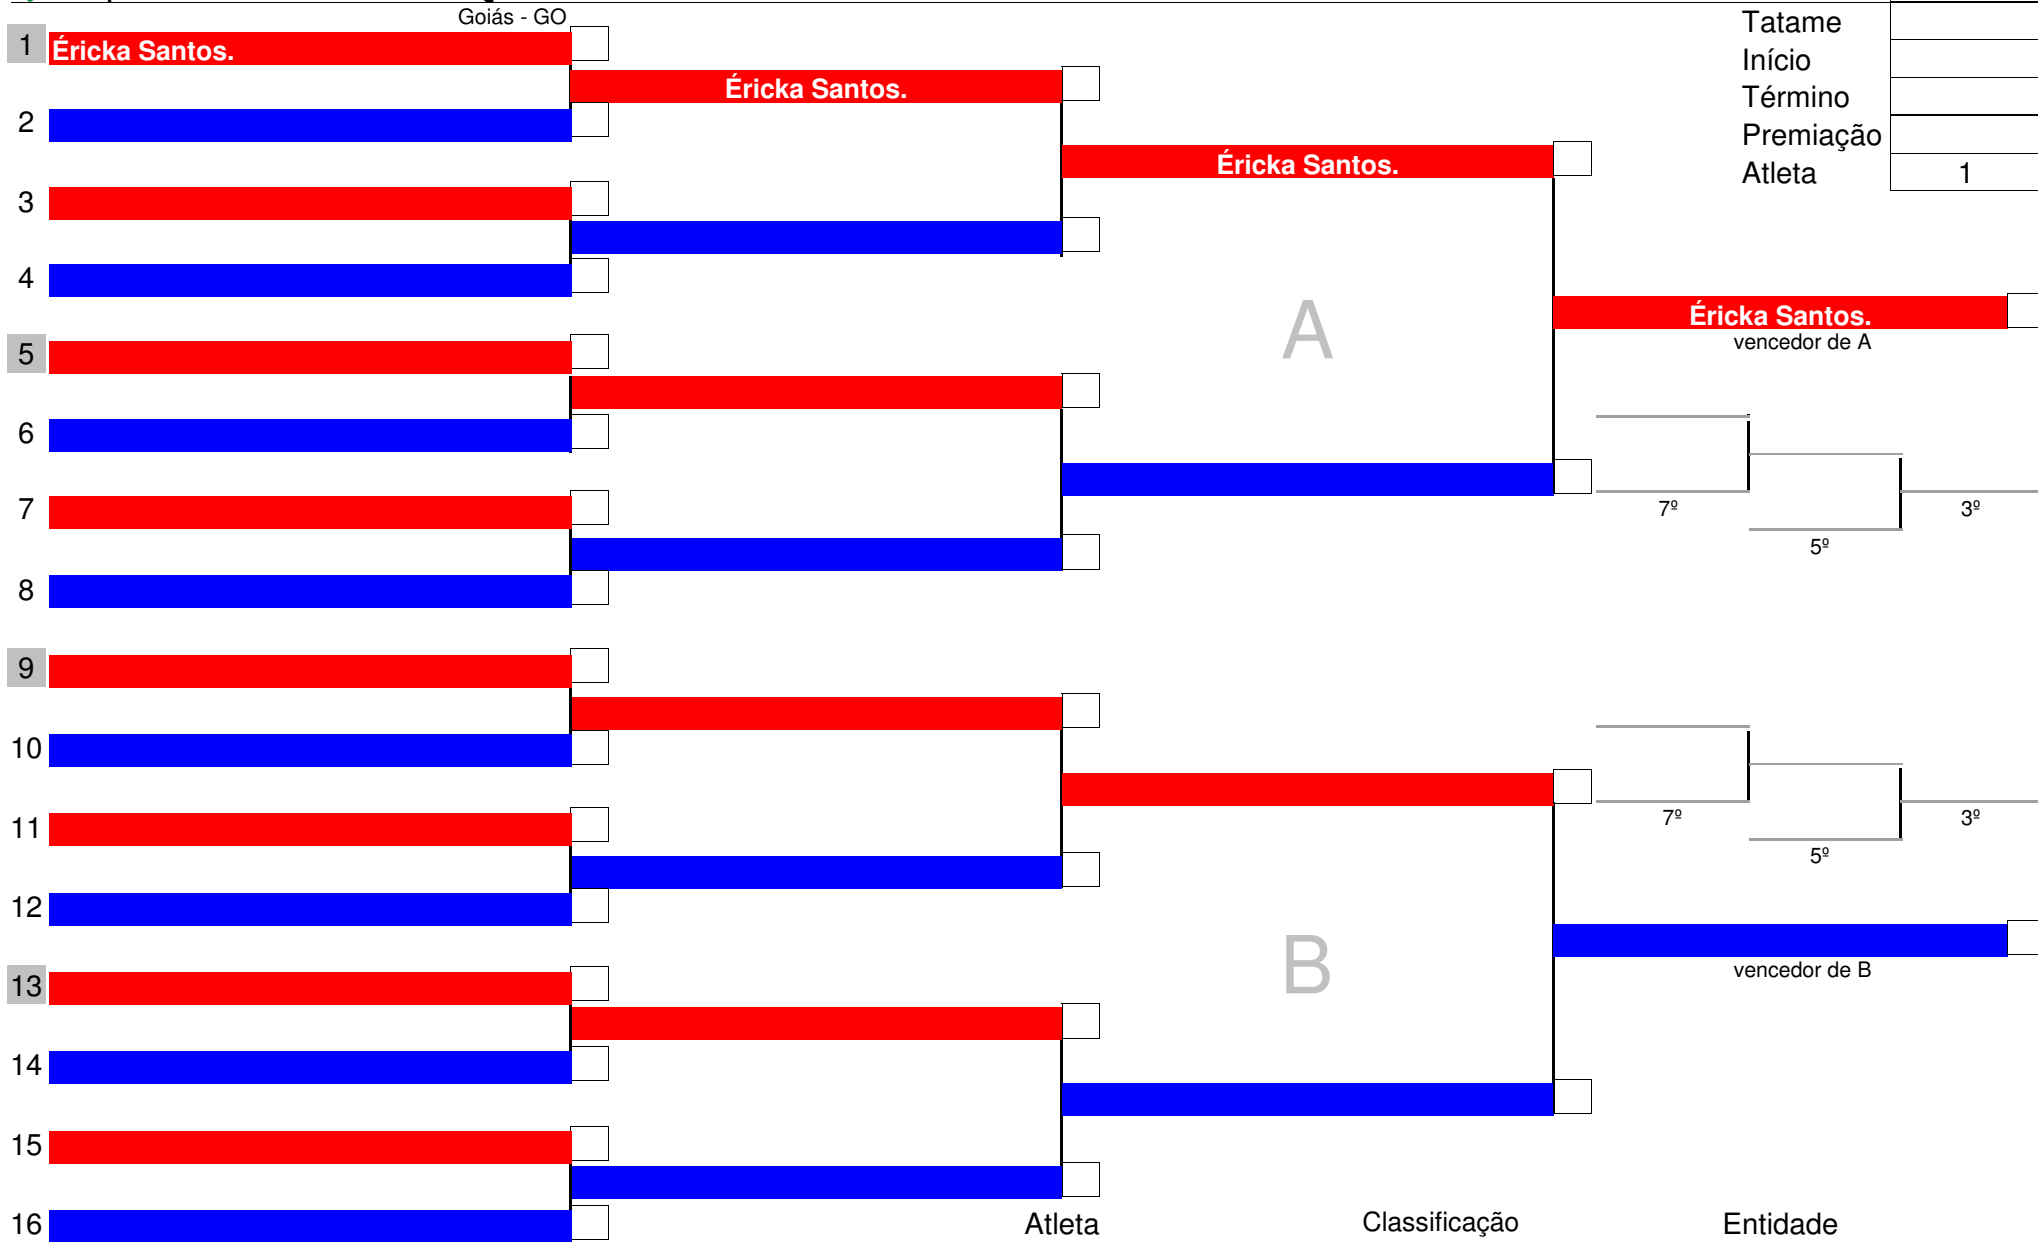 Goiás - GO
Tatame
Início
Término
Premiação
Atleta 1
1 Éricka Santos.
Éricka Santos.
2
Éricka Santos.
3
4
Éricka Santos.
vencedor de A
A
5
6
7
7º
3º
5º
8
9
10
11
7º
3º
5º
12
B
vencedor de B
13
14
15
16
Atleta Classificação Entidade